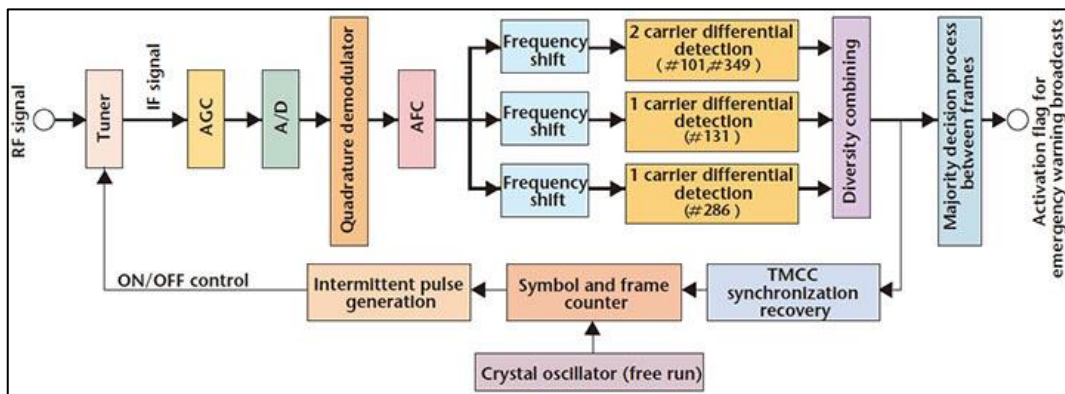 RF signal
Tuner
IF signal
AGC
A/D
Quadrature demodulator
AFC
Frequency
shift
2 carrier differential
detection
(#101,#349)
Frequency
shift
1 carrier differential
detection
(#131)
Frequency
shift
1 carrier differential
detection
(#286)
Diversity combining
Majority decision process
between frames
Activation flag for
emergency warning broadcasts
ON/OFF control
Intermittent pulse
generation
Symbol and frame
counter
TMCC
synchronization
recovery
Crystal oscillator (free run)